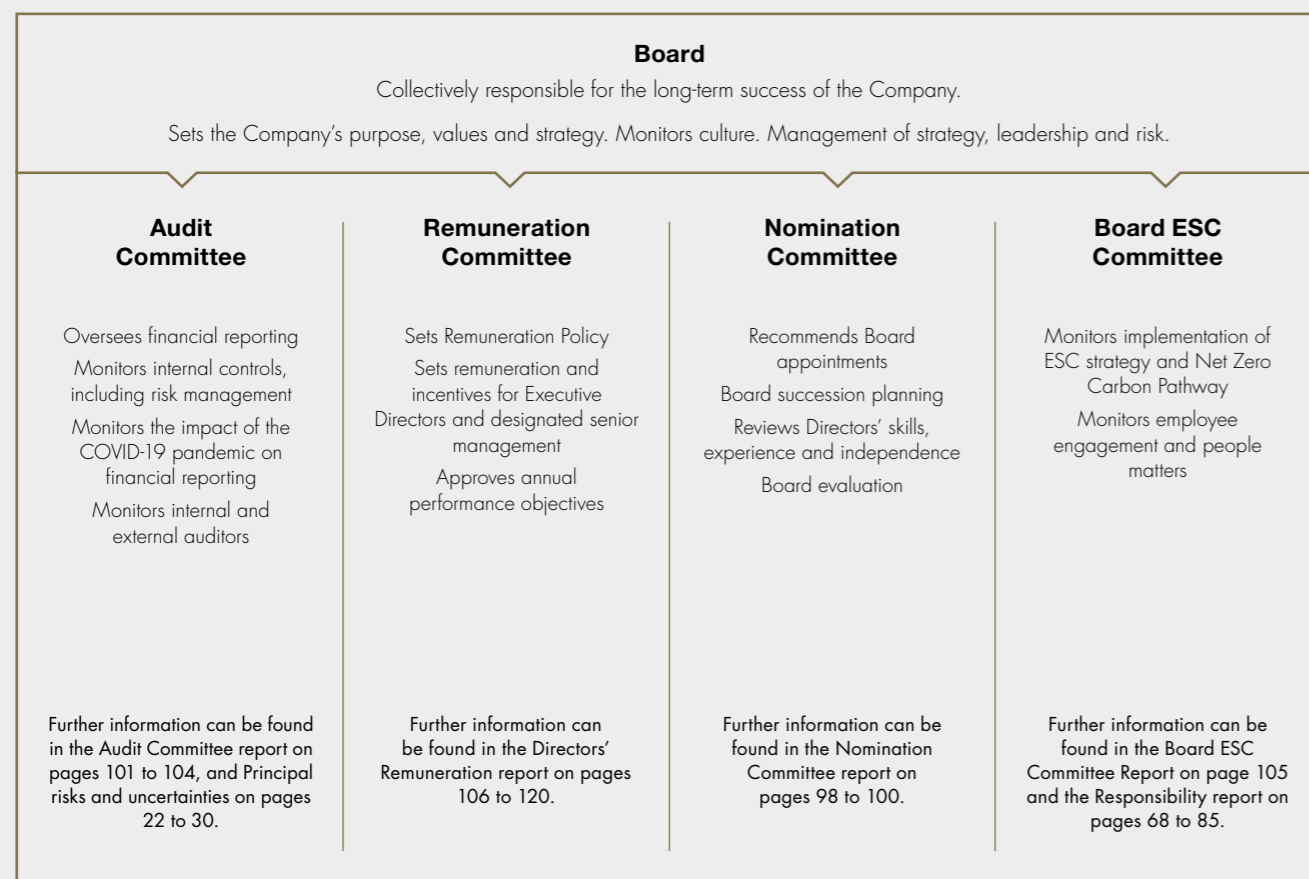 Board
Collectively responsible for the long-term success of the Company.
Sets the Company’s purpose, values and strategy. Monitors culture. Management of strategy, leadership and risk.
Audit
Committee
Oversees financial reporting
Monitors internal controls,
including risk management
Monitors the impact of the
COVID-19 pandemic on
financial reporting
Monitors internal and
external auditors
Further information can be found
in the Audit Committee report on
pages 101 to 104, and Principal
risks and uncertainties on pages
22 to 30.
Remuneration
Committee
Sets Remuneration Policy
Sets remuneration and
incentives for Executive
Directors and designated senior
management
Approves annual
performance objectives
Further information can
be found in the Directors’
Remuneration report on pages
106 to 120.
Nomination
Committee
Recommends Board
appointments
Board succession planning
Reviews Directors’ skills,
experience and independence
Board evaluation
Further information can be
found in the Nomination
Committee report on
pages 98 to 100.
Board ESC
Committee
Monitors implementation of
ESC strategy and Net Zero
Carbon Pathway
Monitors employee
engagement and people
matters
Further information can be
found in the Board ESC
Committee Report on page 105
and the Responsibility report on
pages 68 to 85.